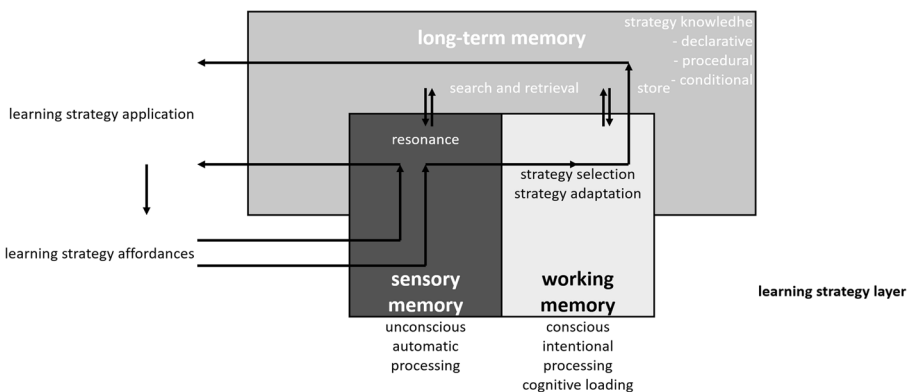 strategy knowledhe
long-term memory
- declarative
- procedural
- conditional
search and retrieval
store
learning strategy application
resonance
strategy selection
strategy adaptation
learning strategy affordances
sensory
memory
working
memory
learning strategy layer
unconscious
automatic
processing
conscious
intentional
processing
cognitive loading